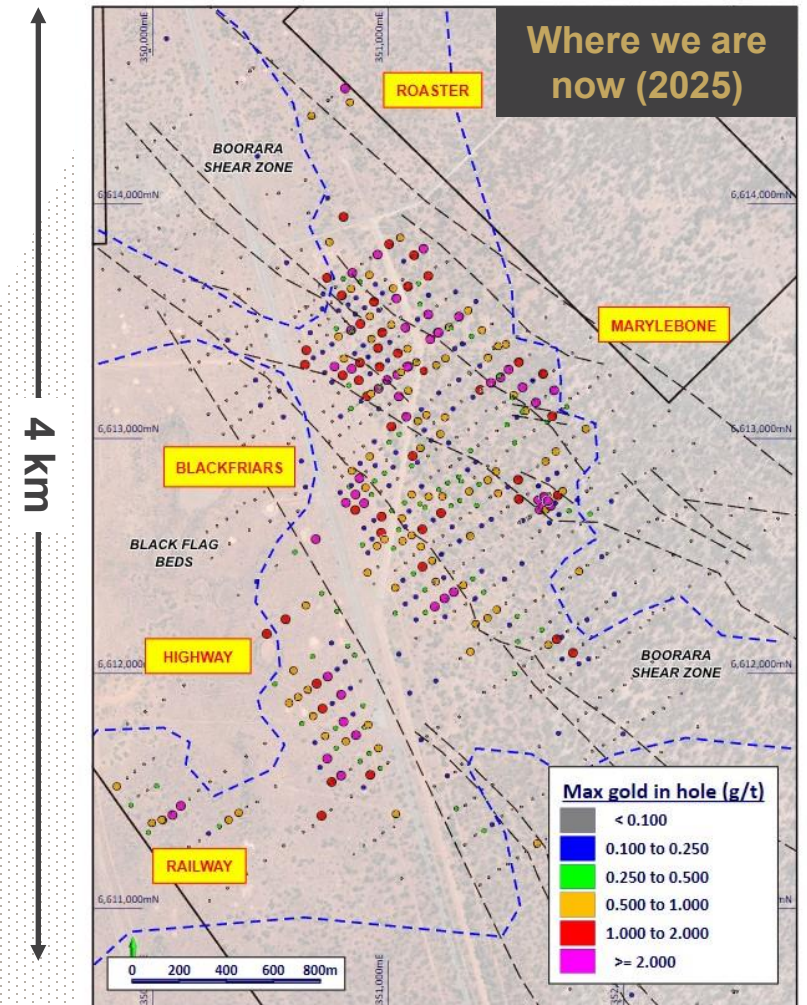 Where we are
now (2025)
350,000mE
351,000mE
ROASTER
BOORARA
SHEAR ZONE
6,614,000mN
6,614,000mN
MARYLEBONE
4 km
6,613,000mN
6,613,000mN
BLACKFRIARS
BLACK FLAG
BEDS
HIGHWAY
6,612,000mN
6,612,000mN
BOORARA
SHEAR ZONE
Max gold in hole (g/t)
< 0.100
0.100 to 0.250
0.250 to 0.500
0.500 to 1.000
1.000 to 2.000
>= 2.000
RAILWAY
6,611,000mN
0 200 400 600 800m
351,000mE